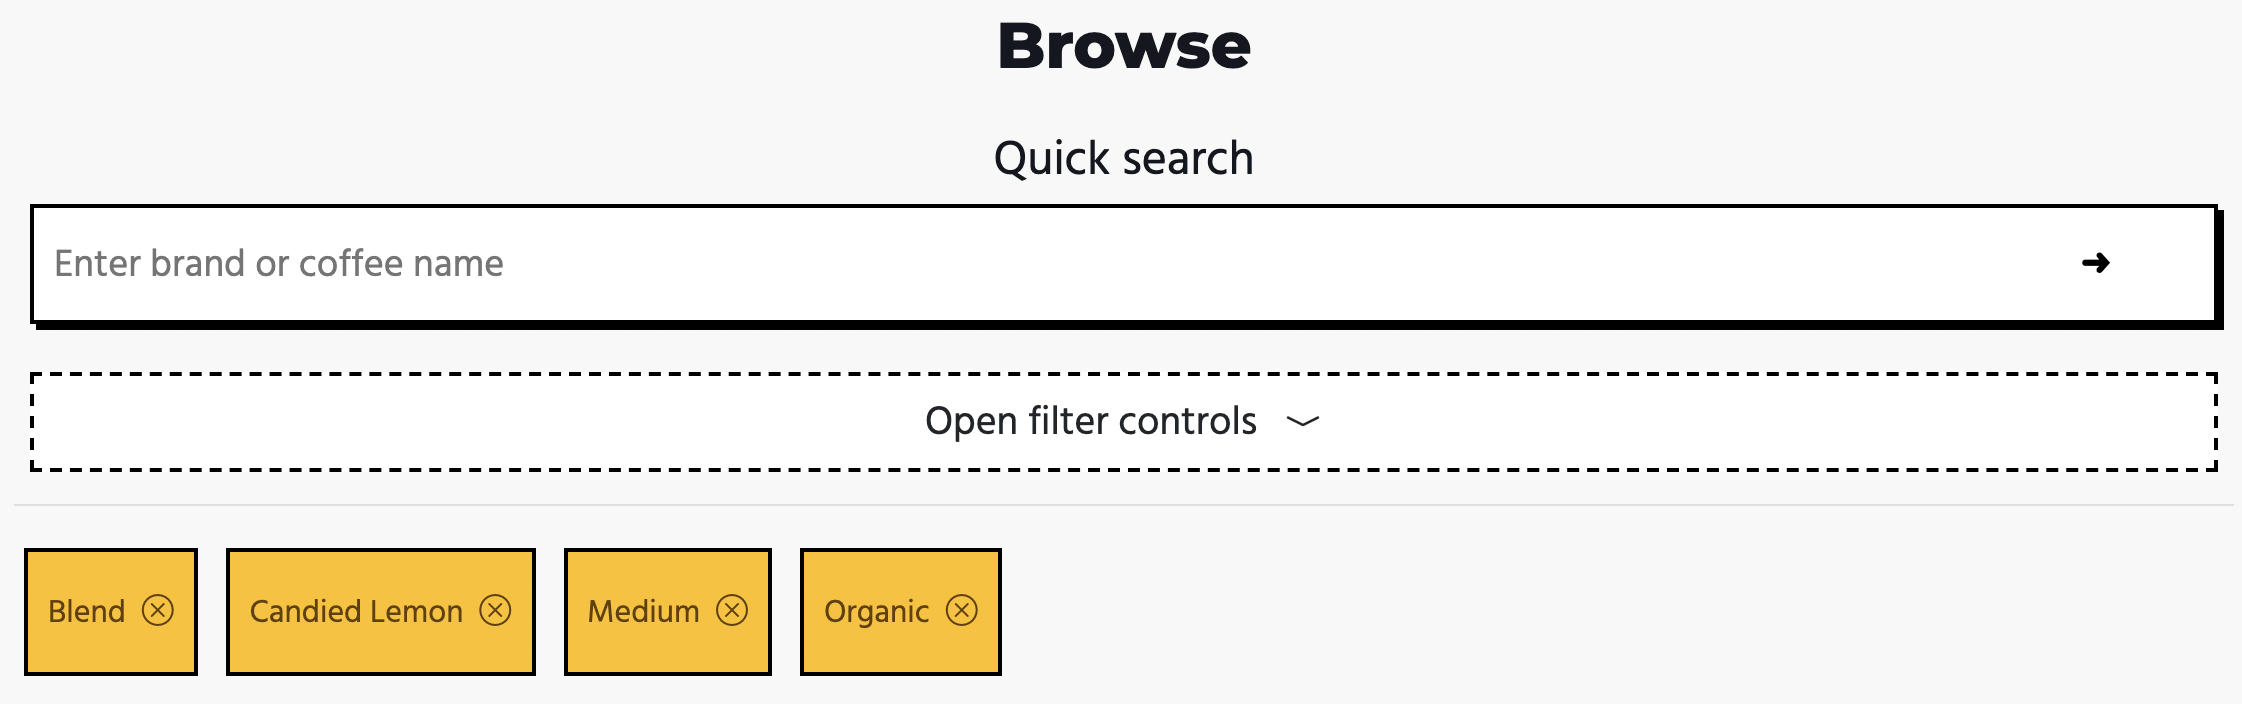 Browse
Quick search
Enter brand or coffee name
Open filter controls
Blend Candied Lemon Medium Organic